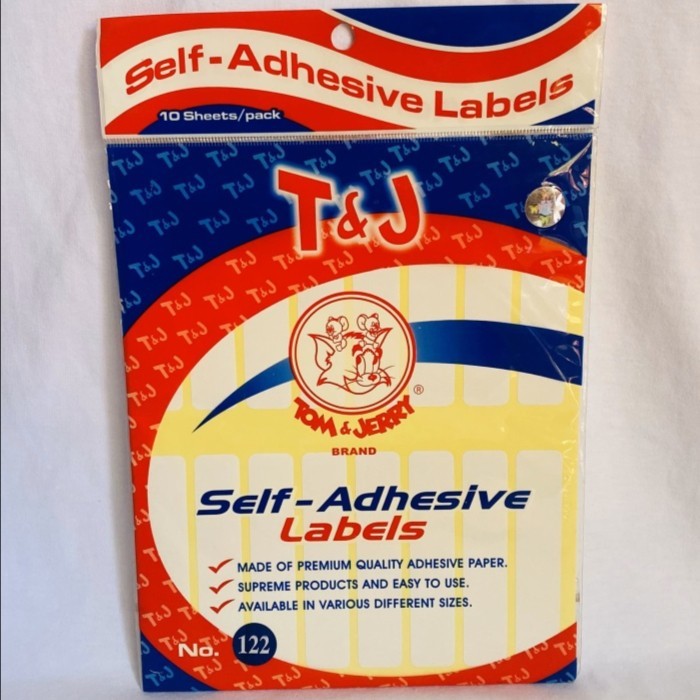 Self-Adhesive Labels
10 Sheets/pack
T&J
TOM & JERRY ®
BRAND
Self-Adhesive
Labels
MADE OF PREMIUM QUALITY ADHESIVE PAPER.
SUPREME PRODUCTS AND EASY TO USE.
AVAILABLE IN VARIOUS DIFFERENT SIZES.
No. 122